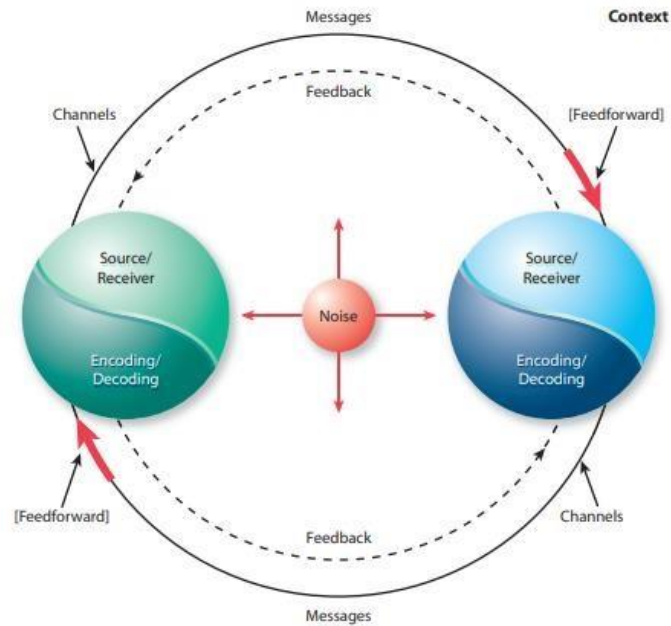 Messages
Context
Feedback
Channels
[Feedforward]
Source/
Receiver
Encoding/
Decoding
Noise
Source/
Receiver
Encoding/
Decoding
[Feedforward]
Feedback
Channels
Messages